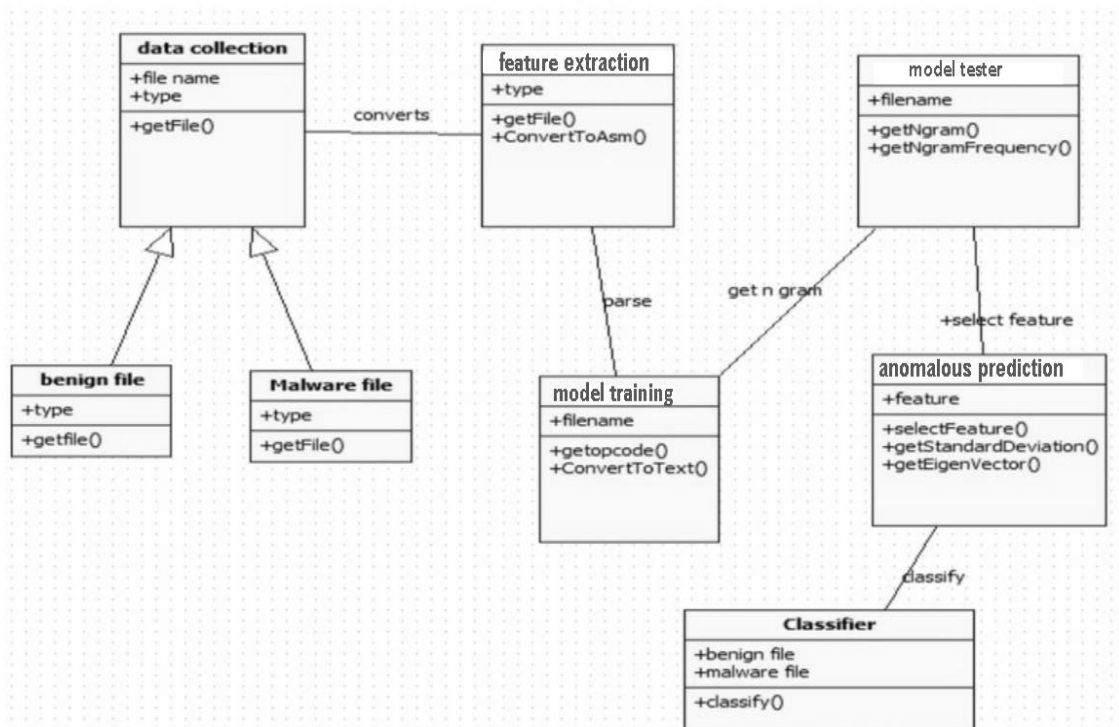 data collection
+file name
+type
+getFile()
converts
feature extraction
+type
+getFile()
+ConvertToAsm()
model tester
+filename
+getNgram()
+getNgramFrequency()
parse
get n gram
+select feature
benign file
+type
+getfile()
Malware file
+type
+getFile()
model training
+filename
+getopcode()
+ConvertToText()
anomalous prediction
+feature
+selectFeature()
+getStandardDeviation()
+getEigenVector()
classify
Classifier
+benign file
+malware file
+classify()